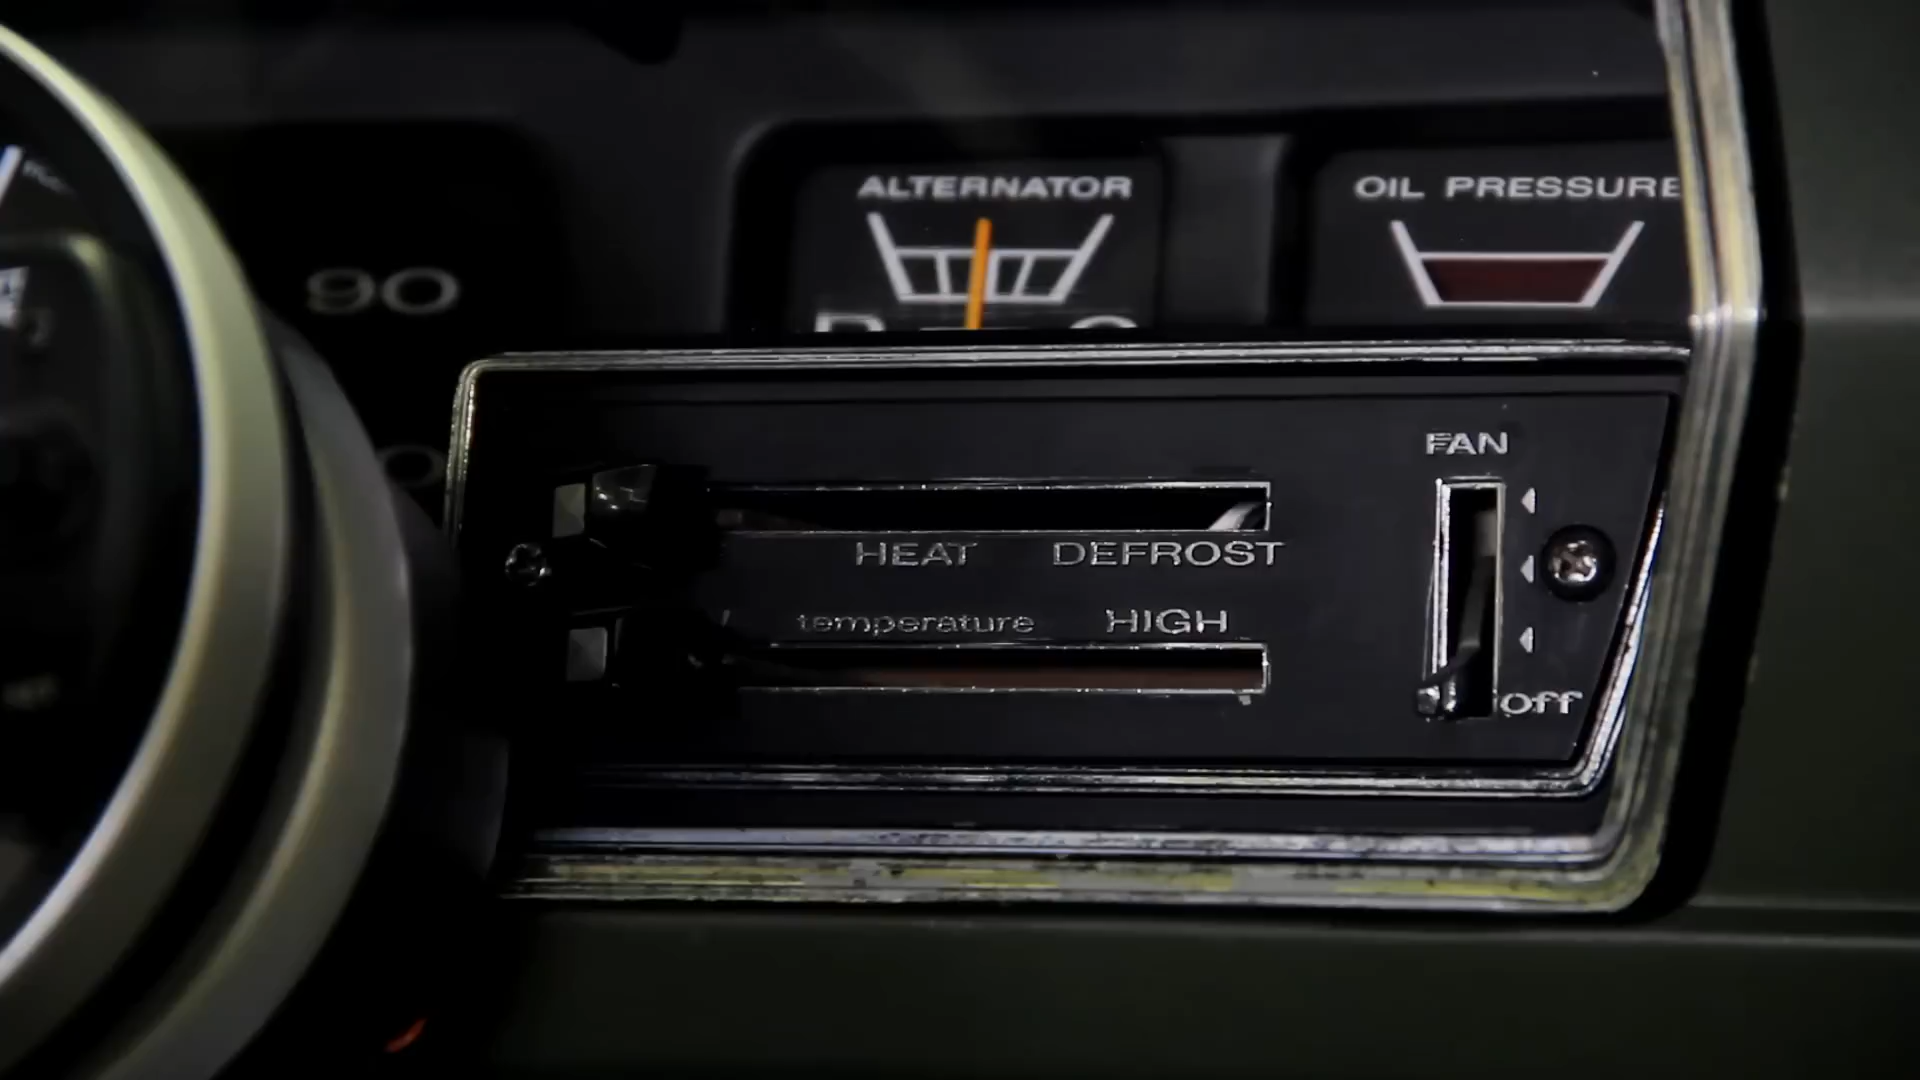 ALTERNATOR
OIL PRESSURE
90
FAN
HEAT DEFROST
temperature HIGH
Off